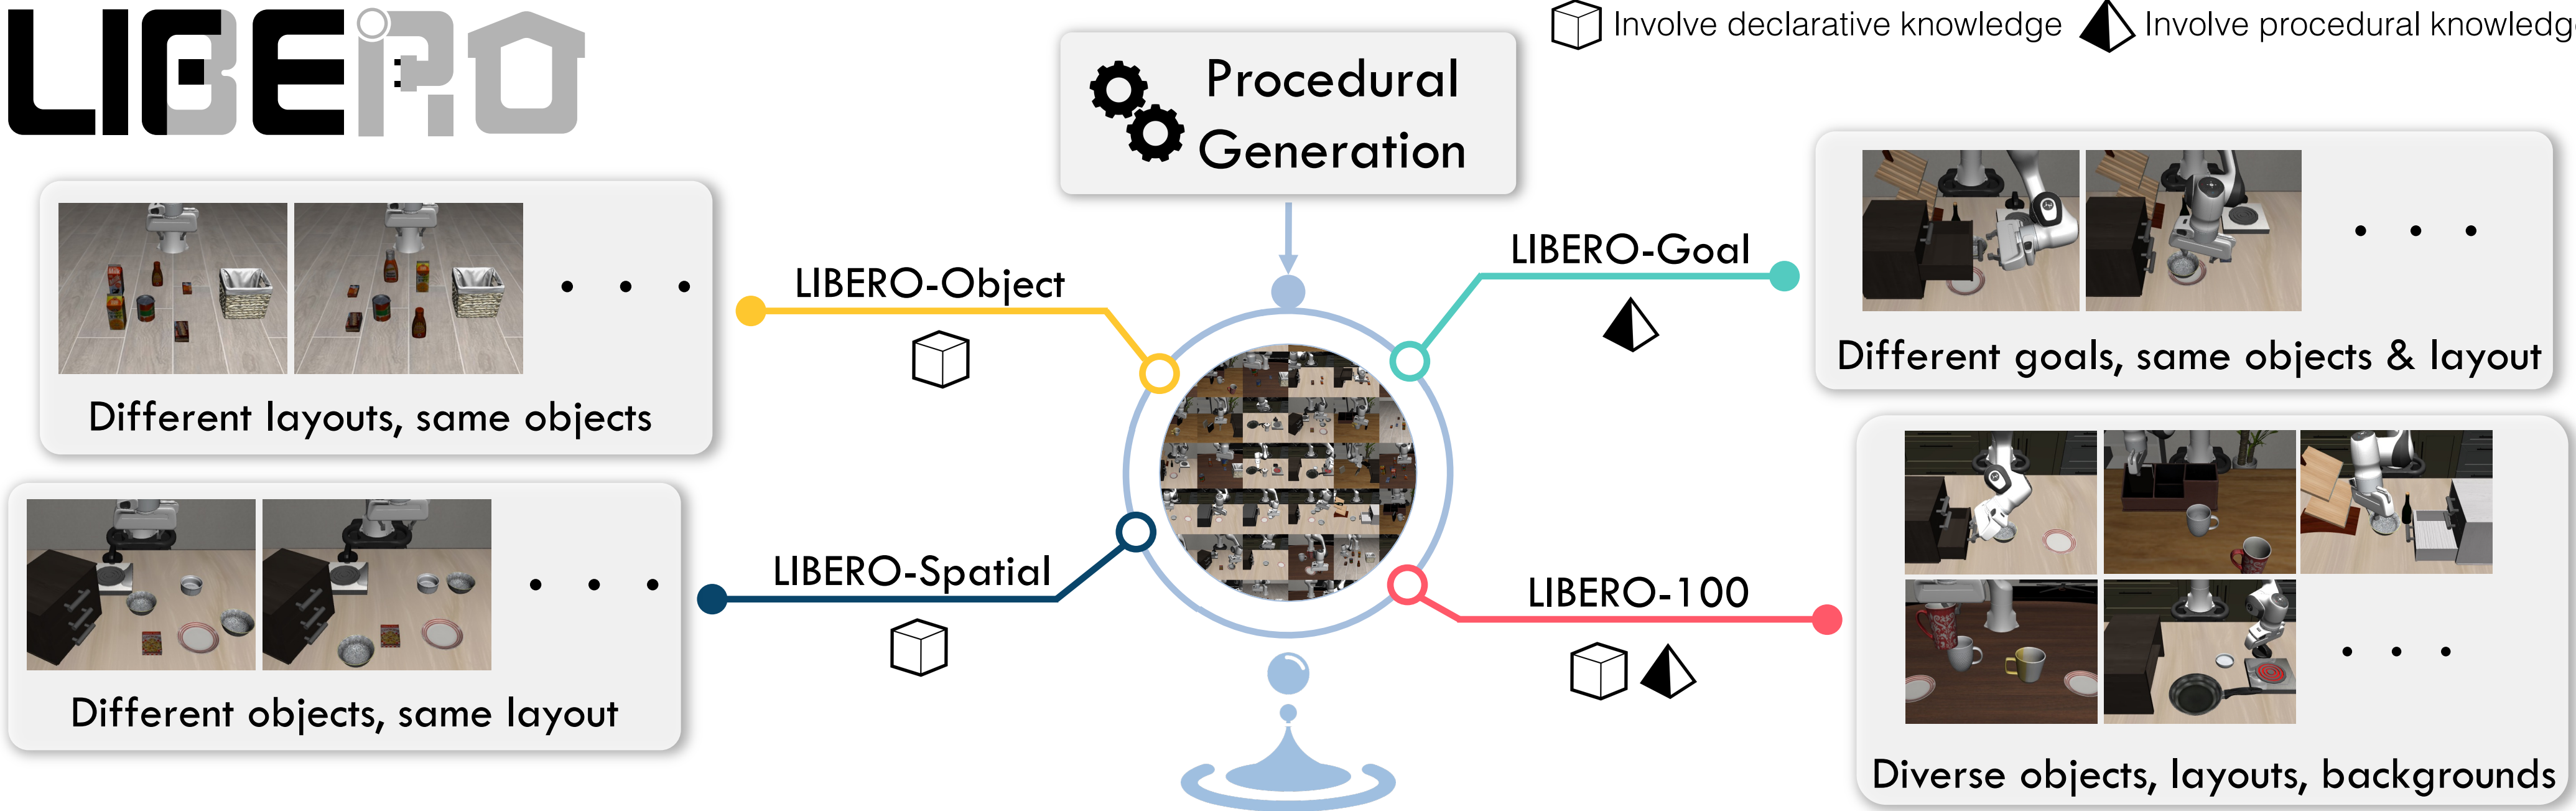 LIBERO
Involve declarative knowledge
Involve procedural knowledg
Procedural
Generation
LIBERO-Object
Different layouts, same objects
LIBERO-Goal
Different goals, same objects & layout
LIBERO-Spatial
Different objects, same layout
LIBERO-100
Diverse objects, layouts, backgrounds